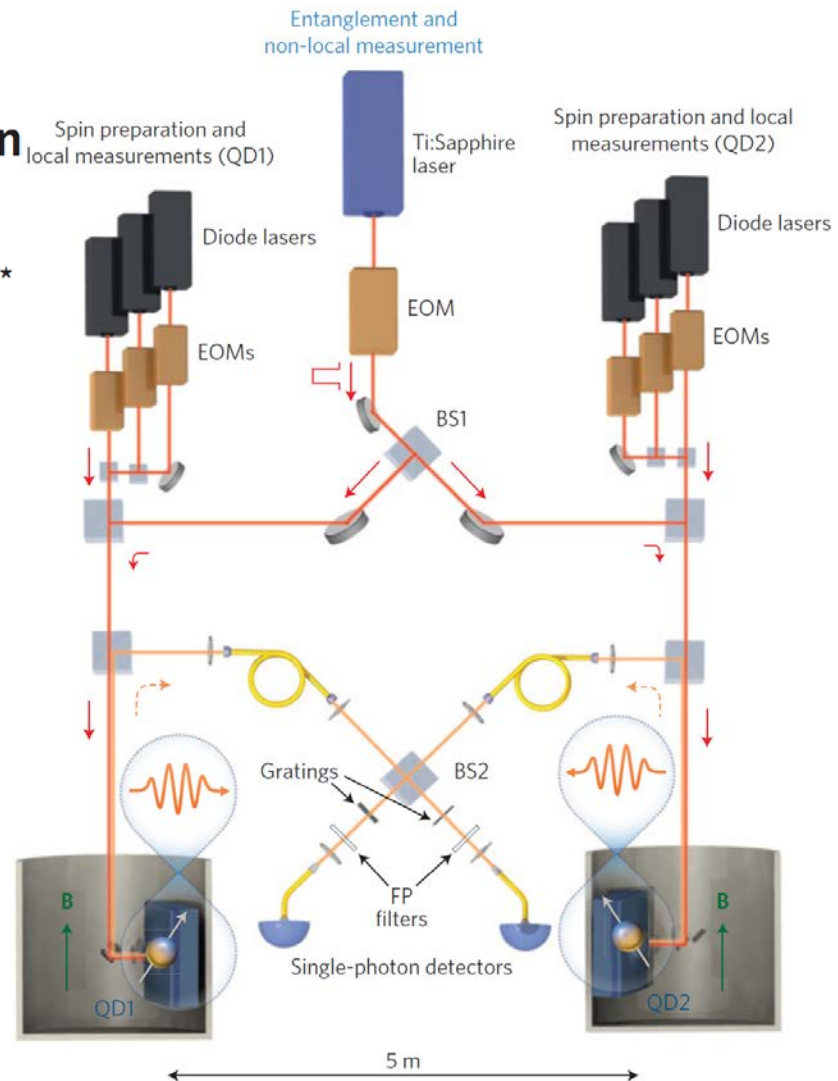 Entanglement and
non-local measurement
n
Spin preparation and
local measurements (QD1)
Spin preparation and local
measurements (QD2)
Ti:Sapphire
laser
Diode lasers
Diode lasers
*
EOM
EOMs
EOMs
BS1
Gratings
BS2
FP
filters
B
B
Single-photon detectors
QD1
QD2
5 m